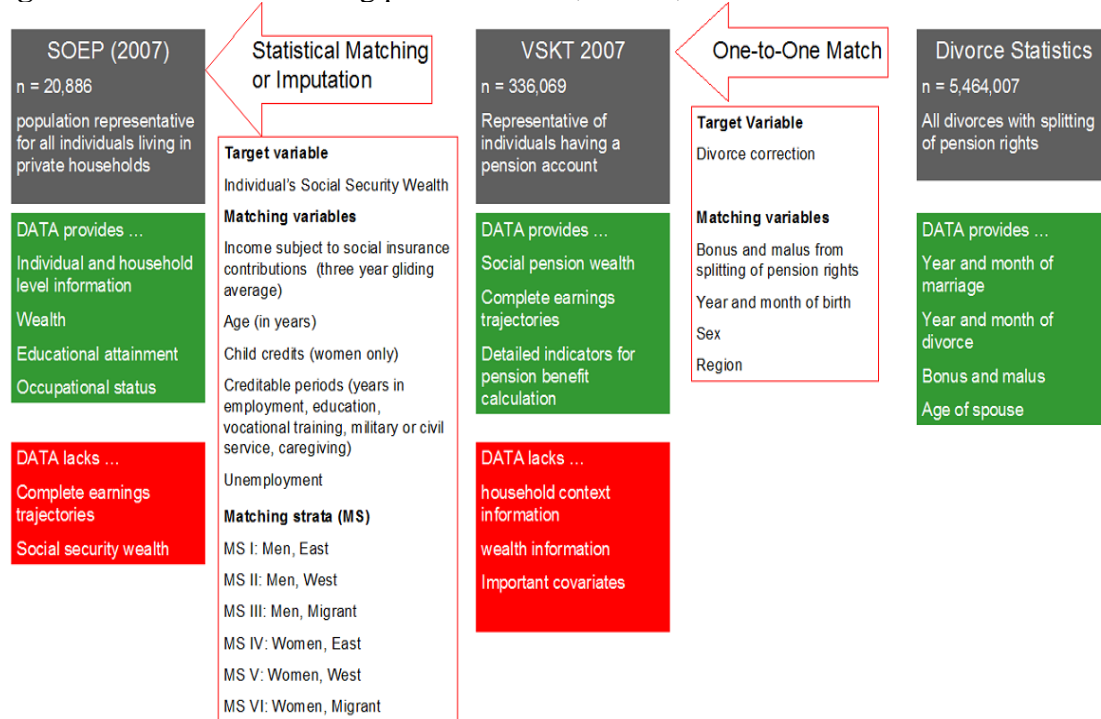 SOEP (2007)
n = 20,886
population representative
for all individuals living in
private households
DATA provides ...
Individual and household
level information
Wealth
Educational attainment
Occupational status
DATA lacks ...
Complete earnings
trajectories
Social security wealth
Statistical Matching
or Imputation
Target variable
Individual's Social Security Wealth
Matching variables
Income subject to social insurance
contributions (three year gliding
average)
Age (in years)
Child credits (women only)
Creditable periods (years in
employment, education,
vocational training, military or civil
service, caregiving)
Unemployment
Matching strata (MS)
MS I: Men, East
MS II: Men, West
MS III: Men, Migrant
MS IV: Women, East
MS V: Women, West
MS VI: Women, Migrant
VSKT 2007
n = 336,069
Representative of
individuals having a
pension account
DATA provides ...
Social pension wealth
Complete earnings
trajectories
Detailed indicators for
pension benefit
calculation
DATA lacks ...
household context
information
wealth information
Important covariates
One-to-One Match
Target Variable
Divorce correction
Matching variables
Bonus and malus from
splitting of pension rights
Year and month of birth
Sex
Region
Divorce Statistics
n = 5,464,007
All divorces with splitting
of pension rights
DATA provides ...
Year and month of
marriage
Year and month of
divorce
Bonus and malus
Age of spouse